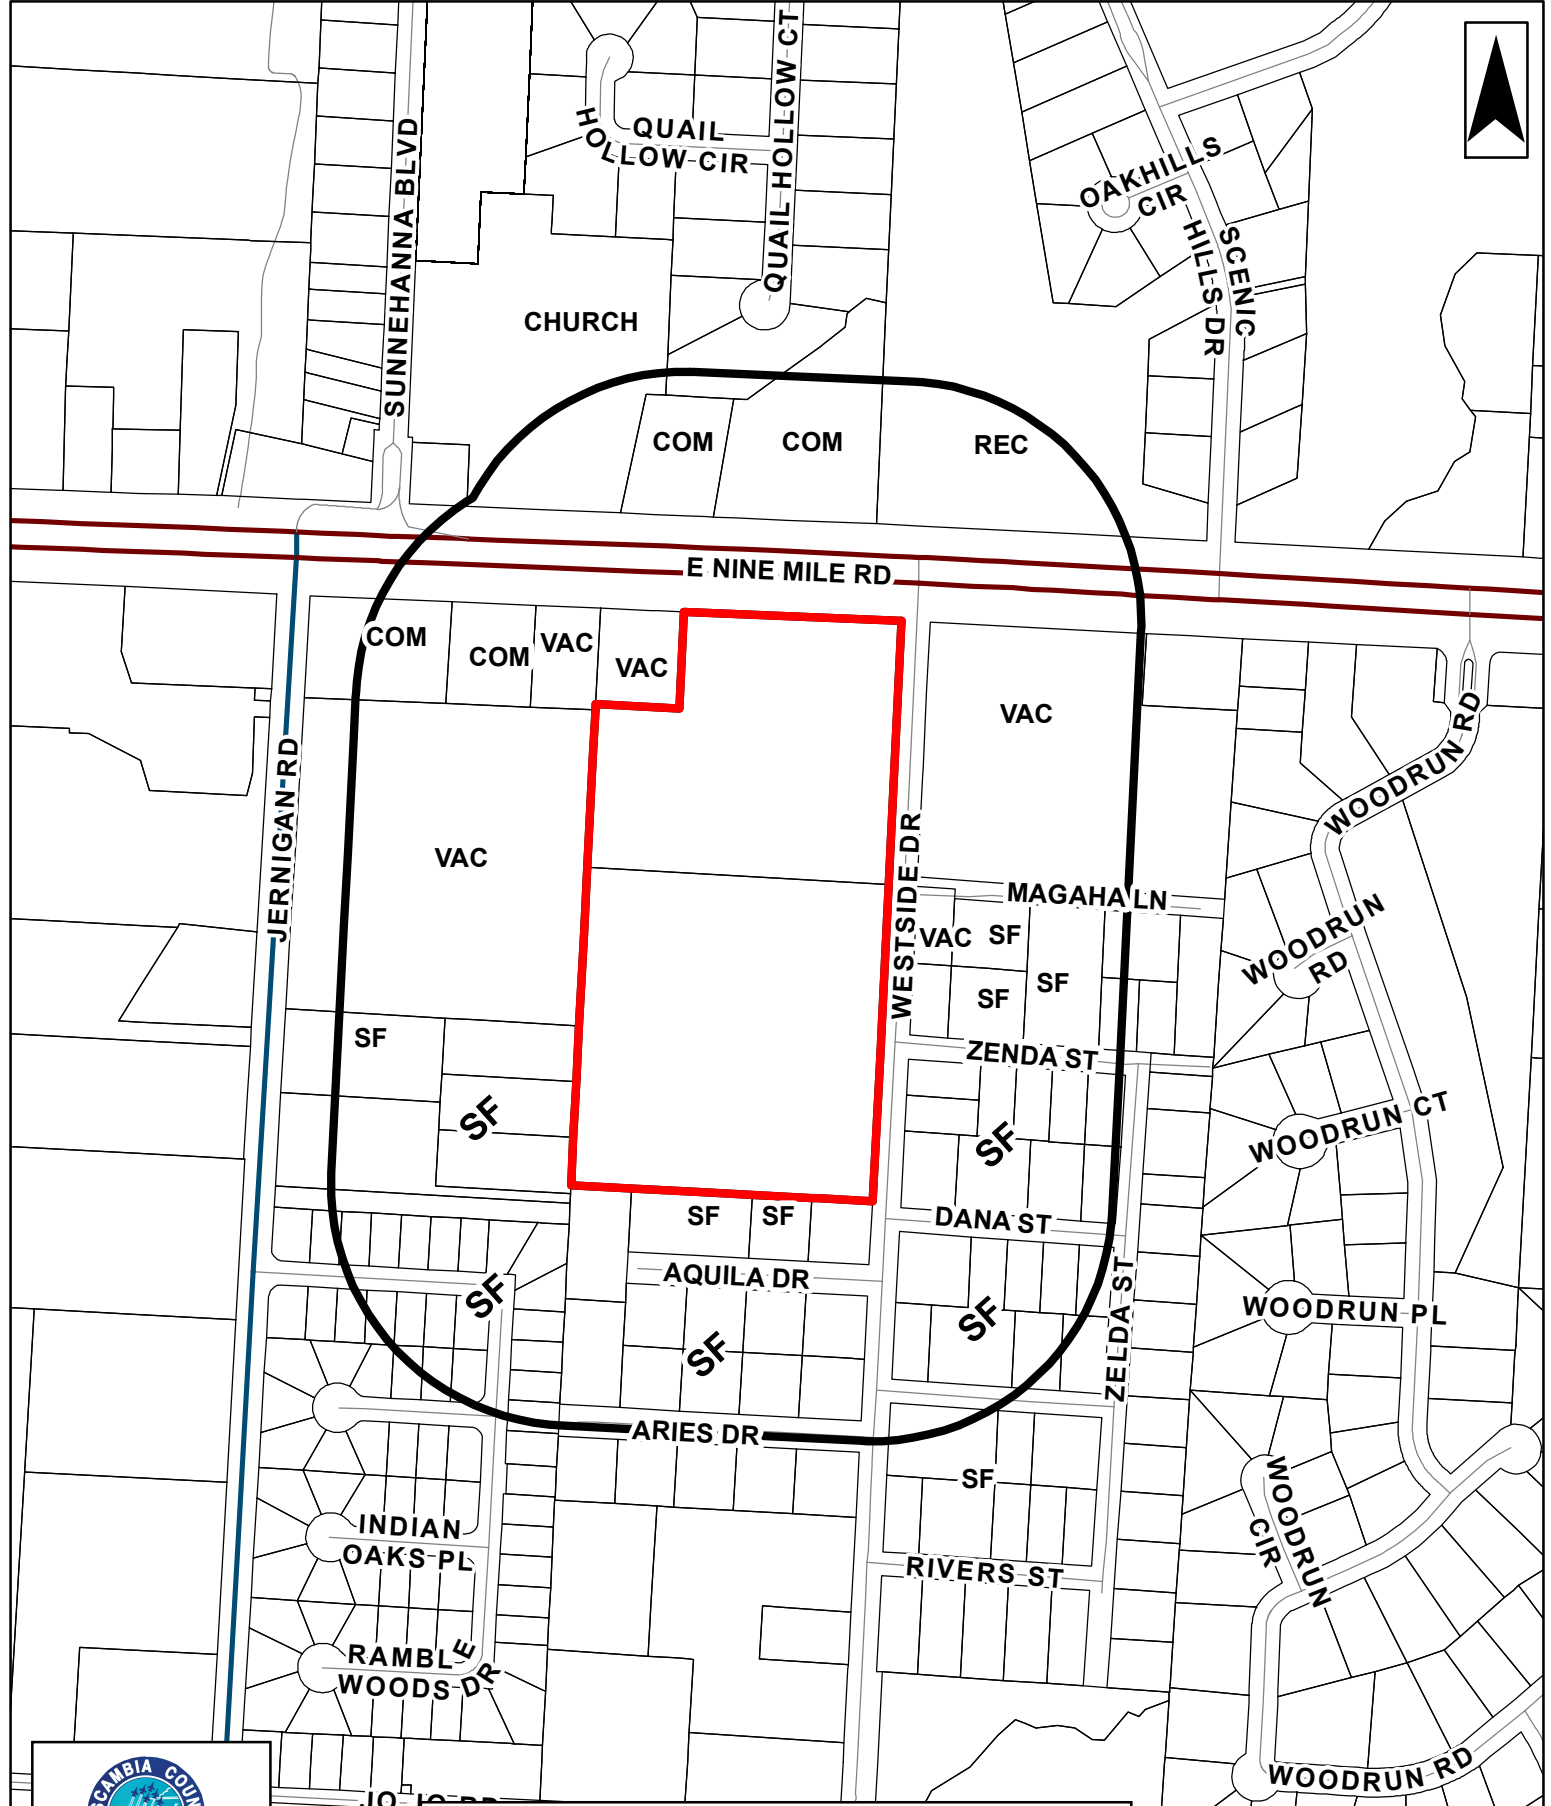 QUAIL HOLLOW CT
QUAIL
HOLLOW CIR
SUNNEHANNA BLVD
OAKHILLS
CIR
SCENIC
HILLS DR
CHURCH
COM
COM
REC
E NINE MILE RD
COM
COM
VAC
VAC
VAC
WOODRUN RD
JERNIGAN RD
VAC
WESTSIDE DR
MAGAHA LN
VAC
SF
WOODRUN
RD
SF
SF
SF
ZENDA ST
SF
SF
WOODRUN CT
SF
SF
DANA ST
AQUILA DR
SF
SF
ZELDA ST
WOODRUN PL
SF
ARIES DR
SF
WOODRUN
CIR
INDIAN
OAKS PL
RIVERS ST
RAMBLE
WOODS DR
WOODRUN RD